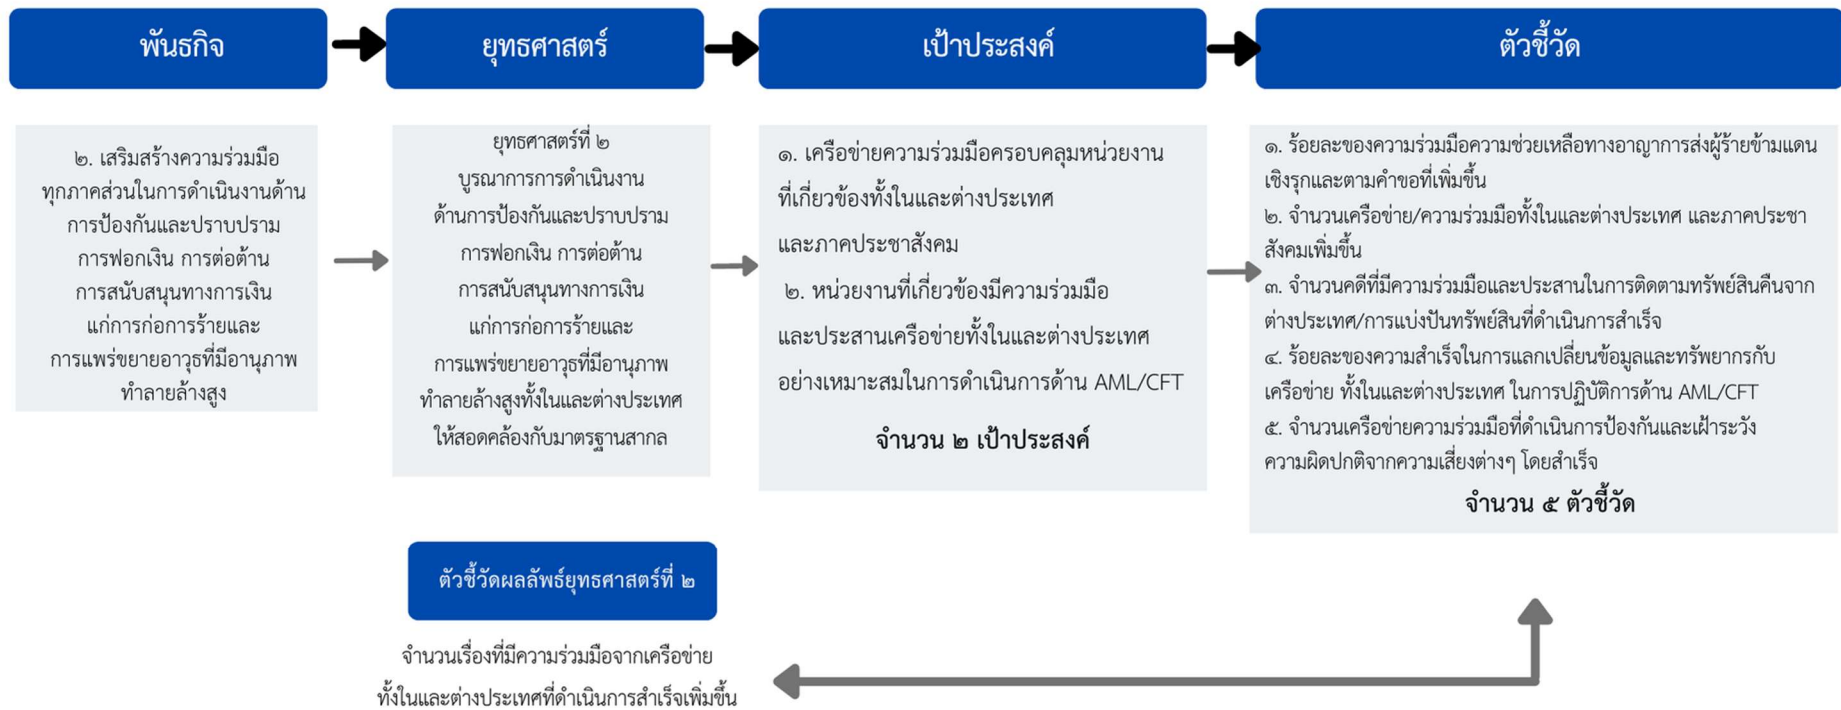 พันธกิจ
ยุทธศาสตร์
เป้าประสงค์
ตัวชี้วัด
๒. เสริมสร้างความร่วมมือ
ทุกภาคส่วนในการดำเนินงานด้าน
การป้องกันและปราบปราม
การฟอกเงิน การต่อต้าน
การสนับสนุนทางการเงิน
แก่การก่อการร้ายและ
การแพร่ขยายอาวุธที่มีอานุภาพ
ทำลายล้างสูง
ยุทธศาสตร์ที่ ๒
บูรณาการการดำเนินงาน
ด้านการป้องกันและปราบปราม
การฟอกเงิน การต่อต้าน
การสนับสนุนทางการเงิน
แก่การก่อการร้ายและ
การแพร่ขยายอาวุธที่มีอานุภาพ
ทำลายล้างสูงทั้งในและต่างประเทศ
ให้สอดคล้องกับมาตรฐานสากล
๑. เครือข่ายความร่วมมือครอบคลุมหน่วยงาน
ที่เกี่ยวข้องทั้งในและต่างประเทศ
และภาคประชาสังคม
๒. หน่วยงานที่เกี่ยวข้องมีความร่วมมือ
และประสานเครือข่ายทั้งในและต่างประเทศ
อย่างเหมาะสมในการดำเนินการด้าน AML/CFT
จำนวน ๒ เป้าประสงค์
๑. ร้อยละของความร่วมมือความช่วยเหลือทางอาญาการส่งผู้ร้ายข้ามแดน
เชิงรุกและตามคำขอที่เพิ่มขึ้น
๒. จำนวนเครือข่าย/ความร่วมมือทั้งในและต่างประเทศ และภาคประชา
สังคมเพิ่มขึ้น
๓. จำนวนคดีที่มีความร่วมมือและประสานในการติดตามทรัพย์สินคืนจาก
ต่างประเทศ/การแบ่งปันทรัพย์สินที่ดำเนินการสำเร็จ
๔. ร้อยละของความสำเร็จในการแลกเปลี่ยนข้อมูลและทรัพยากรกับ
เครือข่าย ทั้งในและต่างประเทศ ในการปฏิบัติการด้าน AML/CFT
๕. จำนวนเครือข่ายความร่วมมือที่ดำเนินการป้องกันและเฝ้าระวัง
ความผิดปกติจากความเสี่ยงต่างๆ โดยสำเร็จ
จำนวน ๕ ตัวชี้วัด
ตัวชี้วัดผลลัพธ์ยุทธศาสตร์ที่ ๒
จำนวนเรื่องที่มีความร่วมมือจากเครือข่าย
ทั้งในและต่างประเทศที่ดำเนินการสำเร็จเพิ่มขึ้น